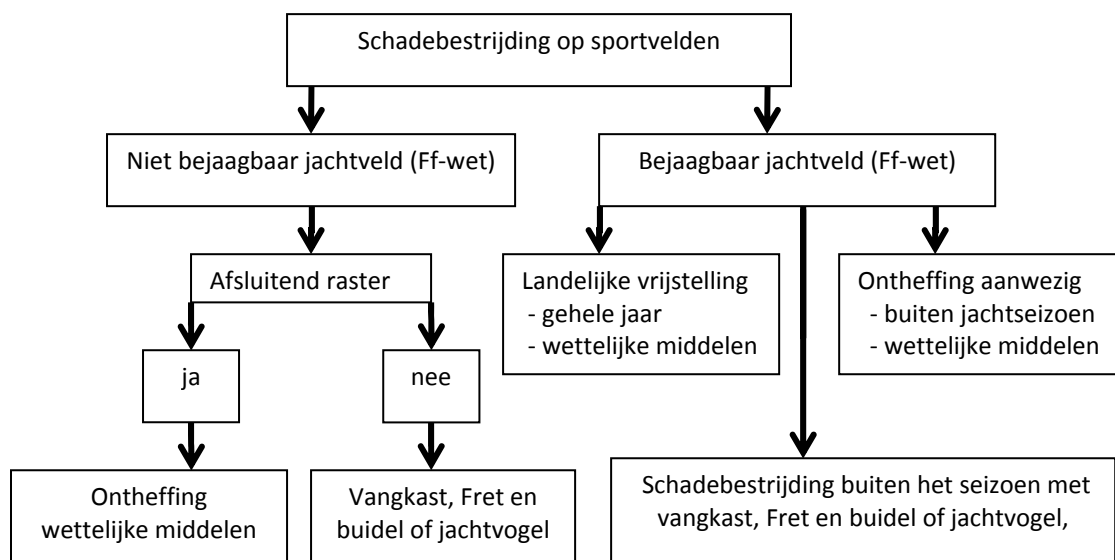 Schadebestrijding op sportvelden
Niet bejaagbaar jachtveld (Ff-wet)
Bejaagbaar jachtveld (Ff-wet)
Afsluitend raster
Landelijke vrijstelling
- gehele jaar
- wettelijke middelen
Ontheffing aanwezig
- buiten jachtseizoen
- wettelijke middelen
ja
nee
Ontheffing
wettelijke middelen
Vangkast, Fret en
buidel of jachtvogel
Schadebestrijding buiten het seizoen met
vangkast, Fret en buidel of jachtvogel,